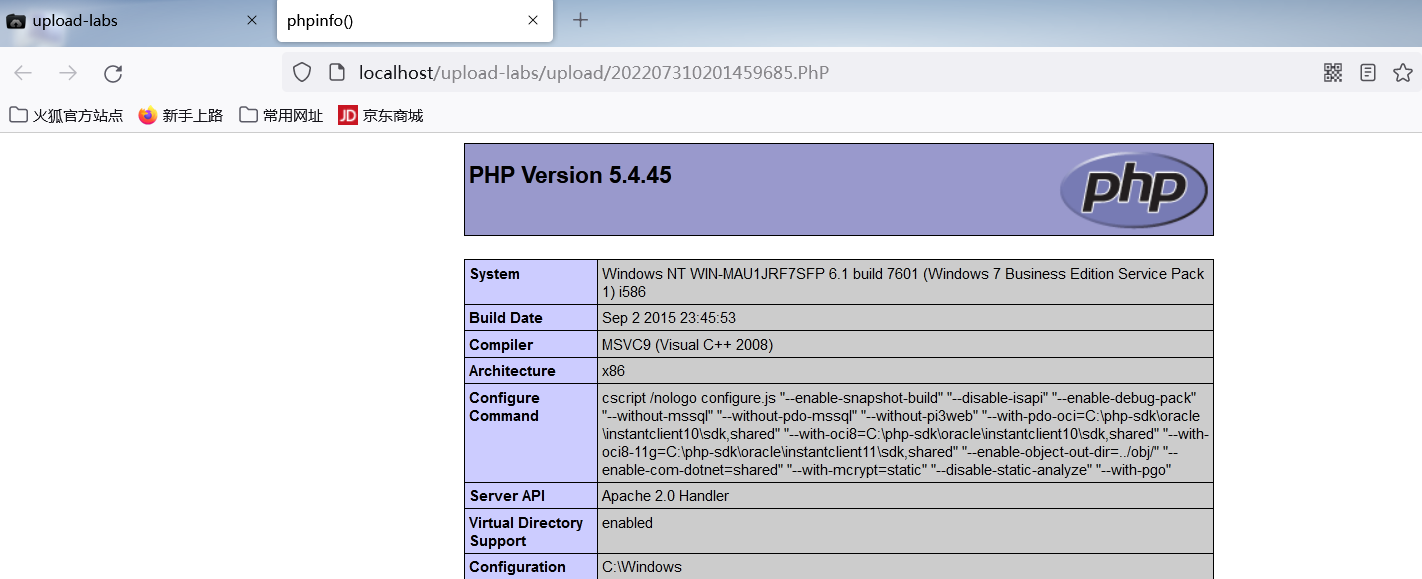 upload-labs
phpinfo()
localhost/upload-labs/upload/202207310201459685.PhP
火狐官方站点 新手上路 常用网址 JD 京东商城
PHP Version 5.4.45
php
System
Windows NT WIN-MAU1JRF7SFP 6.1 build 7601 (Windows 7 Business Edition Service Pack
1) i586
Build Date
Sep 2 2015 23:45:53
Compiler
MSVC9 (Visual C++ 2008)
Architecture
x86
Configure
Command
cscript /nologo configure.js "--enable-snapshot-build" "--disable-isapi" "--enable-debug-pack"
"--without-mssql" "--without-pdo-mssql" "--without-pi3web" "--with-pdo-oci=C:\php-sdk\oracle
\instantclient10\sdk,shared" "--with-oci8=C:\php-sdk\oracle\instantclient10\sdk,shared" "--with-
oci8-11g=C:\php-sdk\oracle\instantclient11\sdk,shared" "--enable-object-out-dir=../obj/" "--
enable-com-dotnet=shared" "--with-mcrypt=static" "--disable-static-analyze" "--with-pgo"
Server API
Apache 2.0 Handler
Virtual Directory
Support
enabled
Configuration
C:\Windows